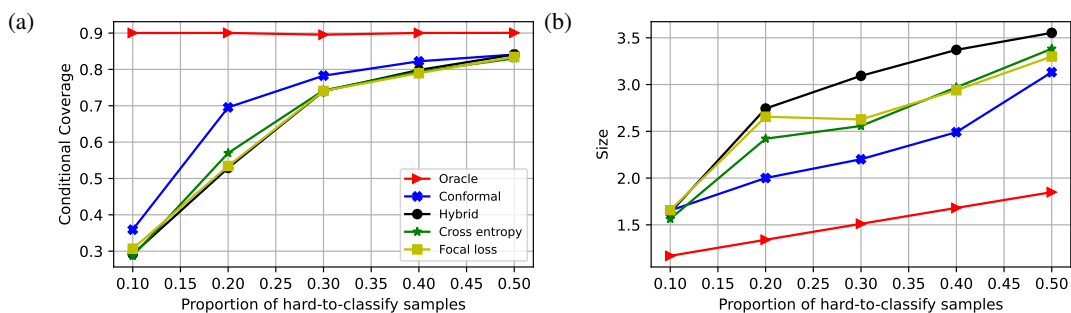 (a)
Conditional Coverage
0.9
0.8
0.7
0.6
0.5
0.4
0.3
Oracle
Conformal
Hybrid
Cross entropy
Focal loss
0.10 0.15 0.20 0.25 0.30 0.35 0.40 0.45 0.50
Proportion of hard-to-classify samples
(b)
Size
3.5
3.0
2.5
2.0
1.5
0.10 0.15 0.20 0.25 0.30 0.35 0.40 0.45 0.50
Proportion of hard-to-classify samples